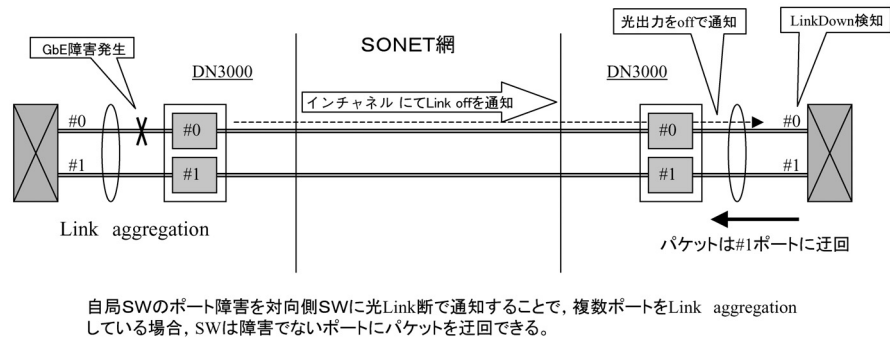 GbE障害発生
光出力をoffで通知
LinkDown検知
SONET網
DN3000
DN3000
インチャネル にてLink offを通知
#0
#0
#0
#0
#1
#1
#1
#1
Link aggregation
パケットは#1ポートに迂回
自局SWのポート障害を対向側SWに光Link断で通知することで，複数ポートをLink aggregation
している場合，SWは障害でないポートにパケットを迂回できる。